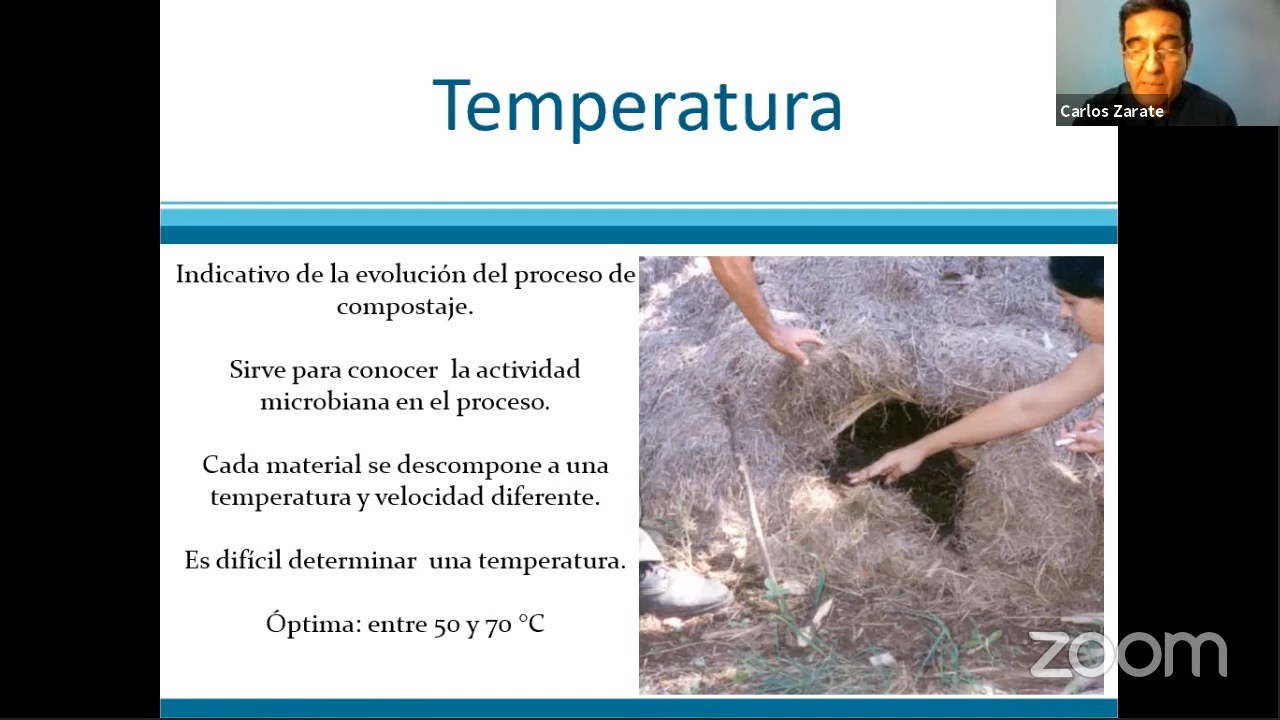 Temperatura
Carlos Zarate
Indicativo de la evolución del proceso de
compostaje.
Sirve para conocer la actividad
microbiana en el proceso.
Cada material se descompone a una
temperatura y velocidad diferente.
Es difícil determinar una temperatura.
Óptima: entre 50 y 70 °C
zoom